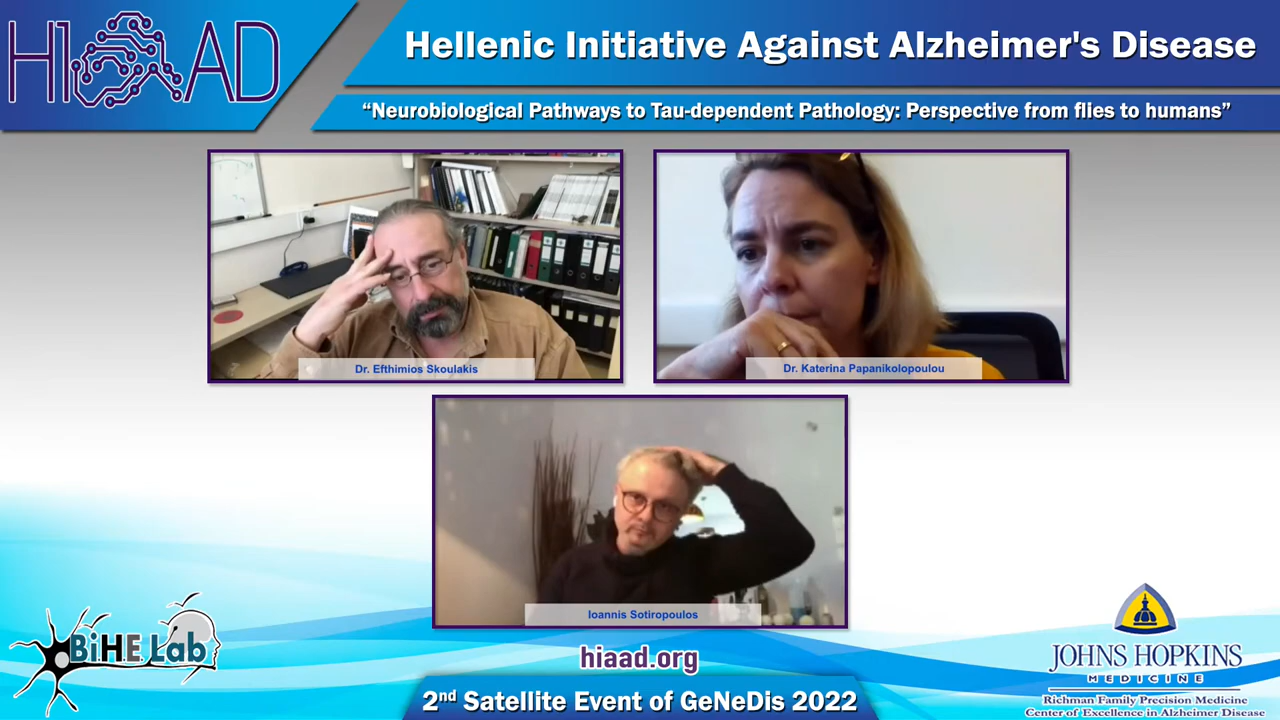 HIAAD
Hellenic Initiative Against Alzheimer's Disease
“Neurobiological Pathways to Tau-dependent Pathology: Perspective from flies to humans”
Dr. Efthimios Skoulakis
Dr. Katerina Papanikolopoulou
Ioannis Sotiropoulos
BiHE Lab
hiaad.org
2nd Satellite Event of GeNeDis 2022
JOHNS HOPKINS
MEDICINE
Richman Family Precision Medicine
Center of Excellence in Alzheimer Disease